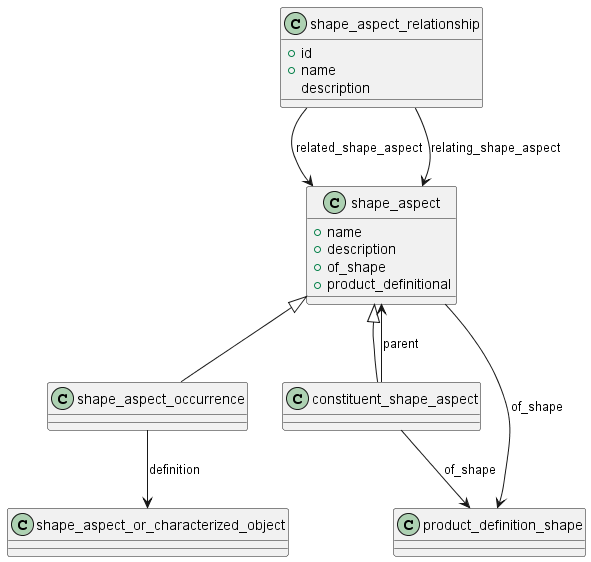 C shape_aspect_relationship
id
name
description
related_shape_aspect
relating_shape_aspect
C shape_aspect
name
description
of_shape
product_definitional
parent
of_shape
C shape_aspect_occurrence
C constituent_shape_aspect
definition
of_shape
C shape_aspect_or_characterized_object
C product_definition_shape